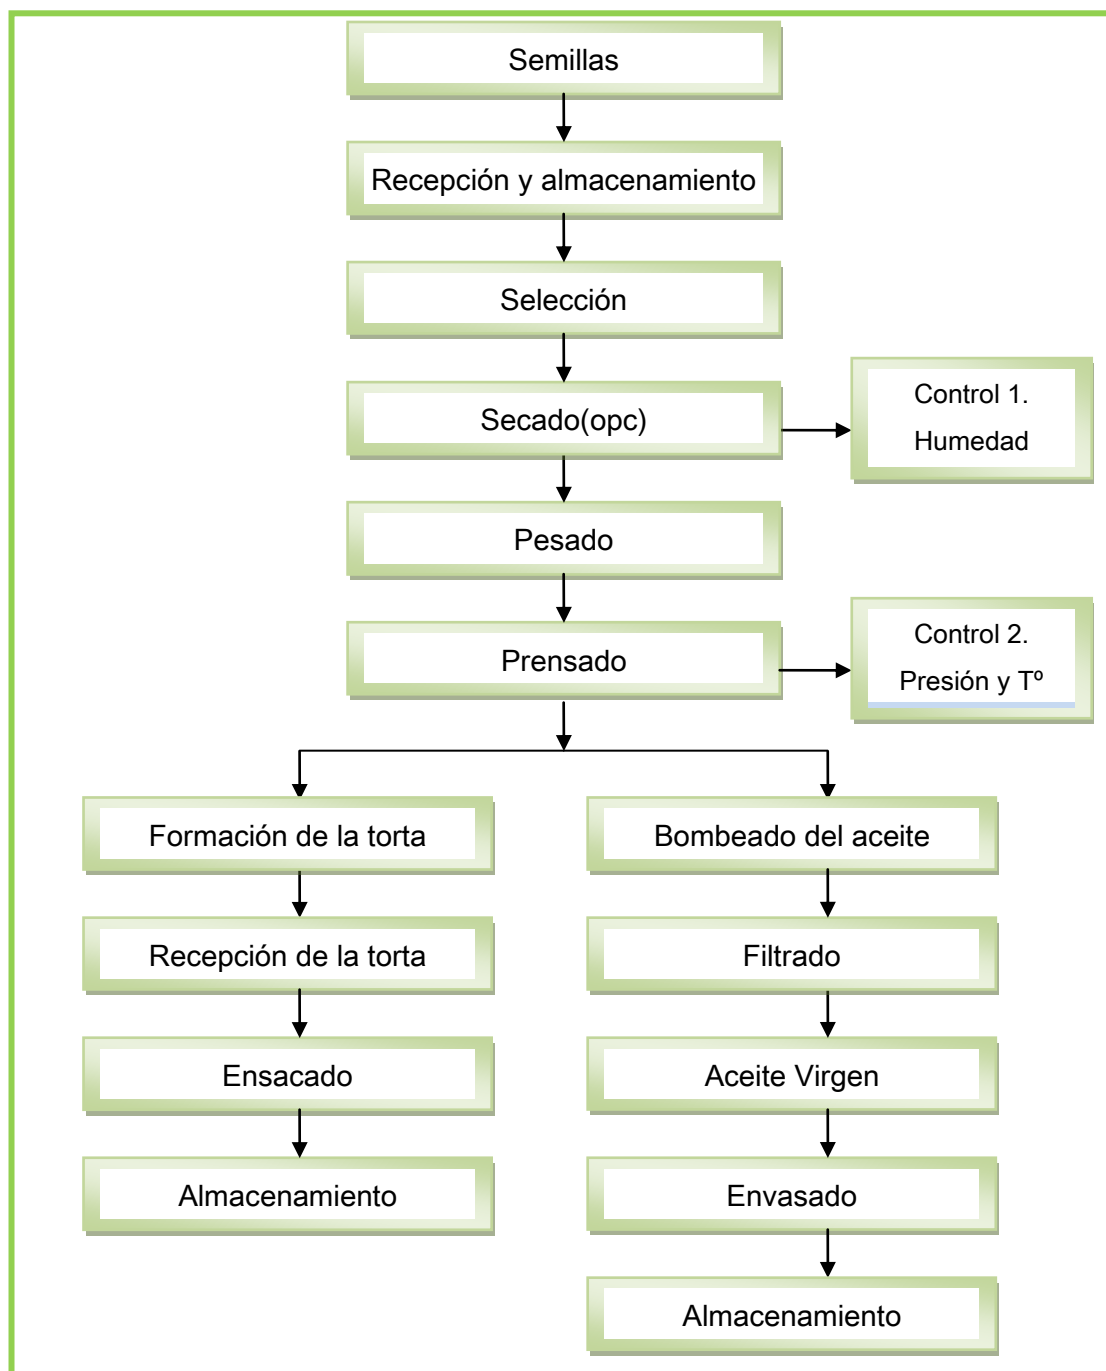 Semillas
Recepción y almacenamiento
Selección
Secado(opc)
Control 1.
Humedad
Pesado
Prensado
Control 2.
Presión y Tº
Formación de la torta
Bombeado del aceite
Recepción de la torta
Filtrado
Ensacado
Aceite Virgen
Almacenamiento
Envasado
Almacenamiento